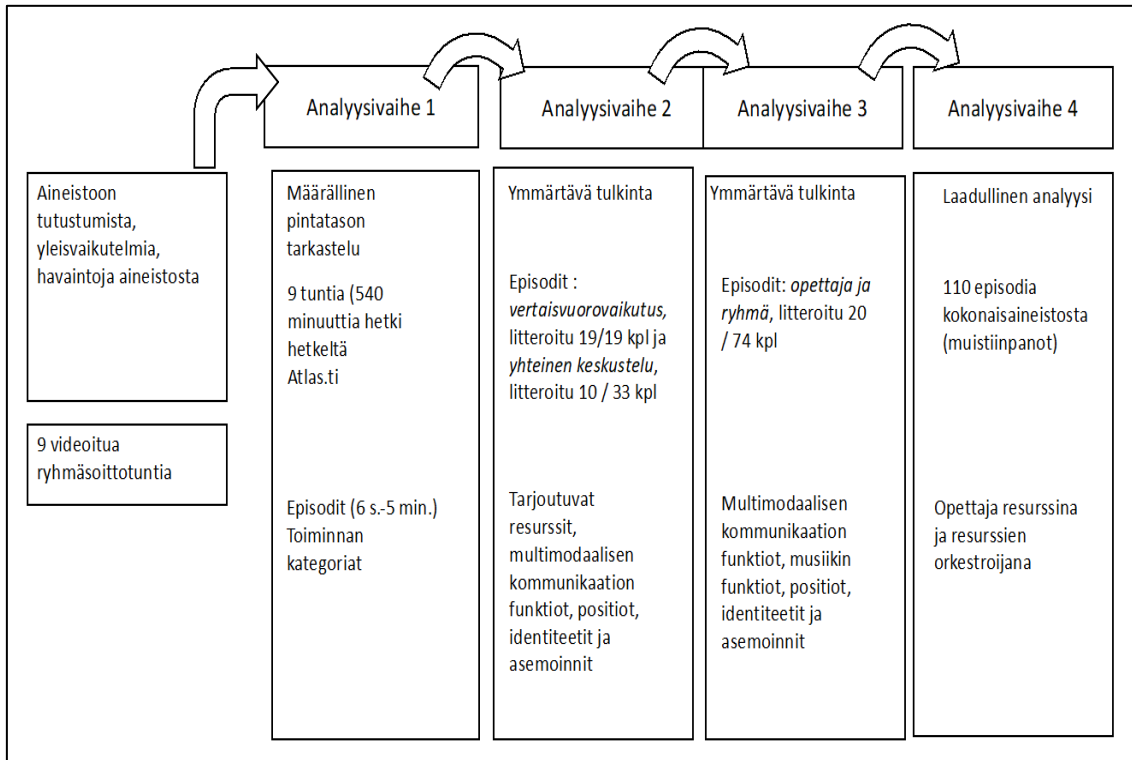 Analyysivaihe 1
Analyysivaihe 2
Analyysivaihe 3
Analyysivaihe 4
Aineistoon
tutustumista,
yleisvaikutelmia,
havaintoja aineistosta
9 videoitua
ryhmäsoittotuntia
Määrällinen
pintatason
tarkastelu
9 tuntia (540
minuuttia hetki
hetkeltä
Atlas.ti
Episodit (6 s.-5 min.)
Toiminnan
kategoriat
Ymmärtävä tulkinta
Episodit :
vertaisvuorovaikutus,
litteroitu 19/19 kpl ja
yhteinen keskustelu,
litteroitu 10 / 33 kpl
Tarjoutuvat
resurssit,
multimodaalisen
kommunikaation
funktiot, positiot,
identiteetit ja
asemoinnit
Ymmärtävä tulkinta
Episodit: opettaja ja
ryhmä, litteroitu 20
/ 74 kpl
Multimodaalisen
kommunikaation
funktiot, musiikin
funktiot, positiot,
identiteetit ja
asemoinnit
Laadullinen analyysi
110 episodia
kokonaisaineistosta
(muistiinpanot)
Opettaja resurssina
ja resurssien
orkestroijana